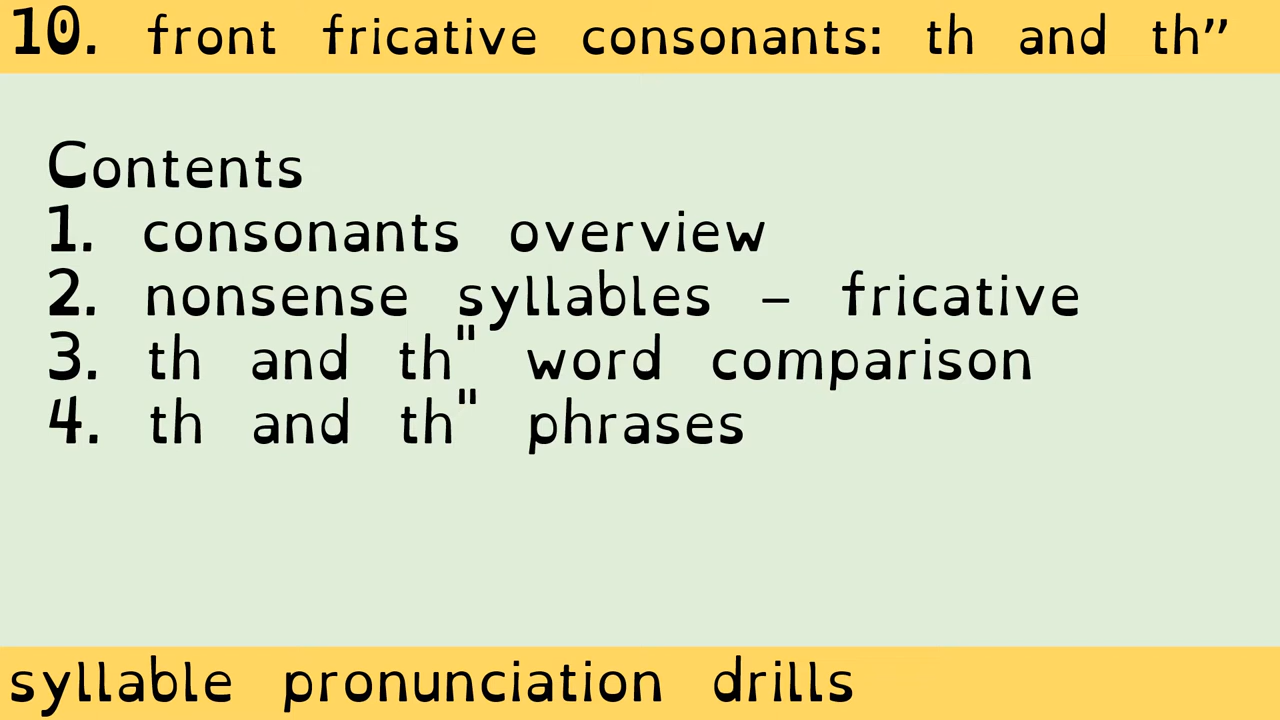 10. front fricative consonants: th and th”
Contents
1. consonants overview
2. nonsense syllables – fricative
3. th and th" word comparison
4. th and th" phrases
syllable pronunciation drills